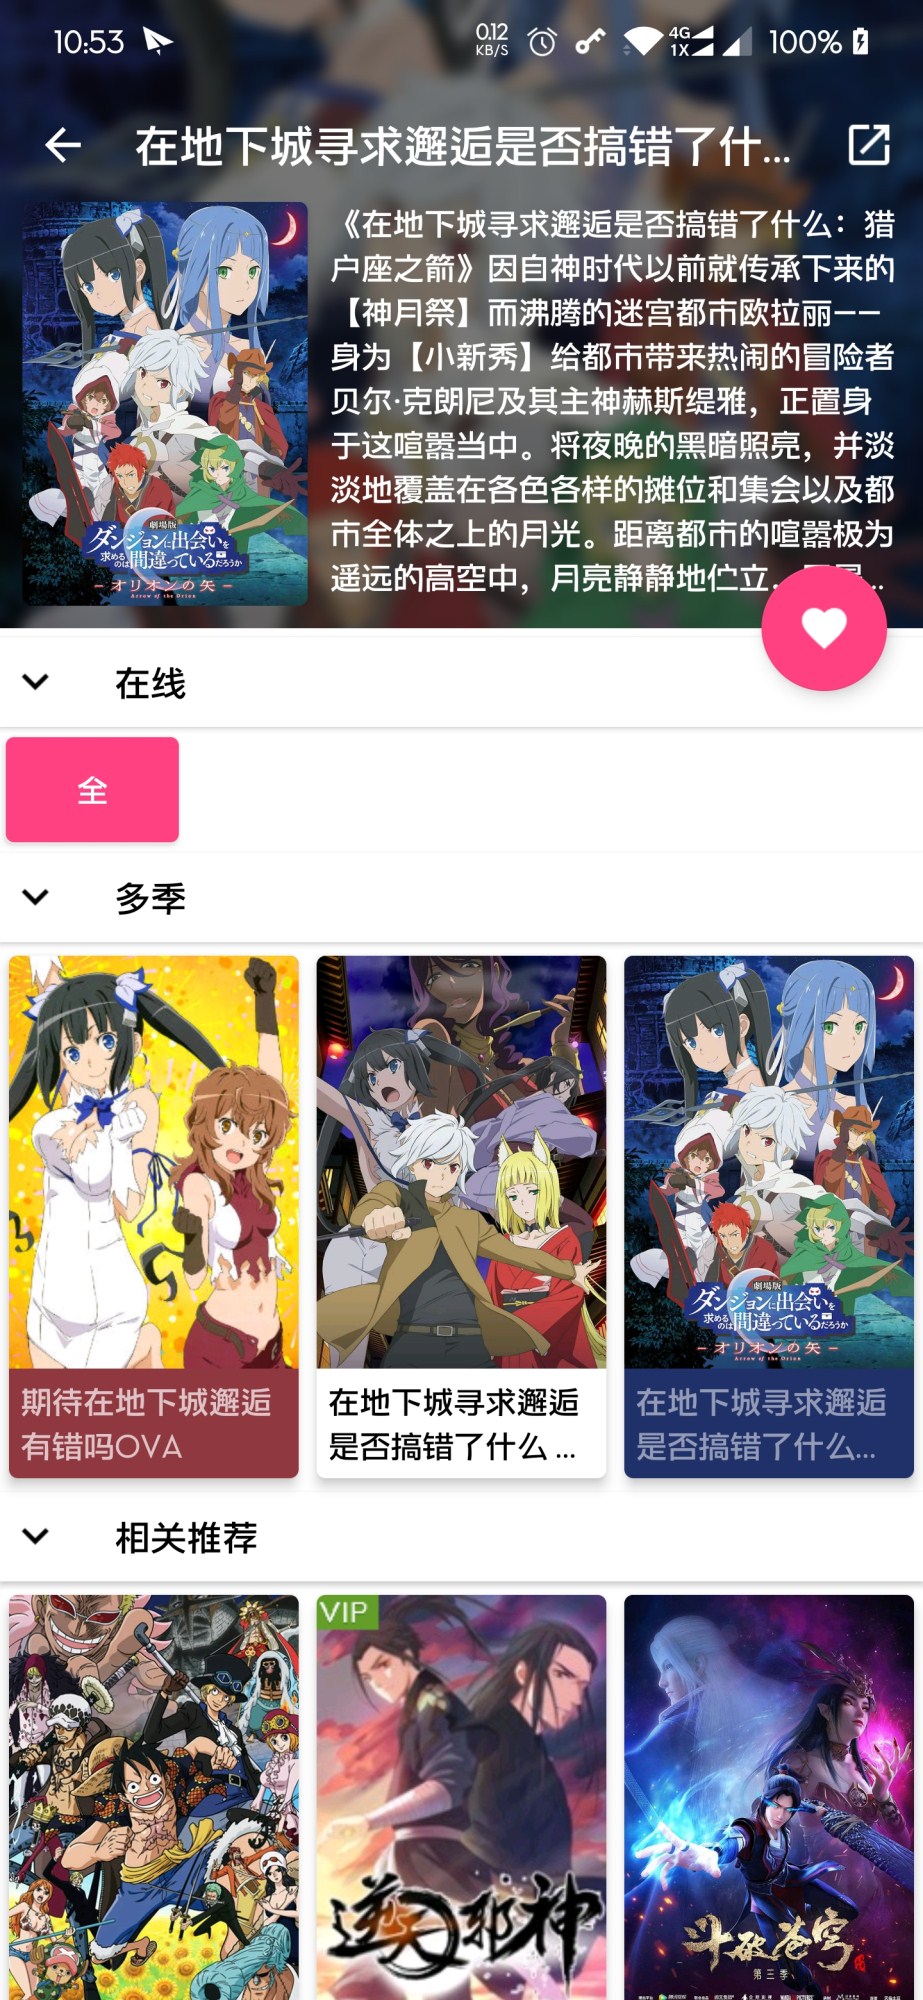 10:53
0.12
KB/S
4G
1X
100%
在地下城寻求邂逅是否搞错了什...
《在地下城寻求邂逅是否搞错了什么：猎
户座之箭》因自神时代以前就传承下来的
【神月祭】而沸腾的迷宫都市欧拉丽——
身为【小新秀】给都市带来热闹的冒险者
贝尔·克朗尼及其主神赫斯缇雅，正置身
于这喧嚣当中。将夜晚的黑暗照亮，并淡
淡地覆盖在各色各样的摊位和集会以及都
市全体之上的月光。距离都市的喧嚣极为
遥远的高空中，月亮静静地伫立
劇場版
ダンジョンに出会いを
求めるのは間違っているだろうか
－オリオンの矢－
Arrow of the Orion
在线
全
多季
劇場版
ダンジョンに出会いを
求めるのは間違っているだろうか
－オリオンの矢－
Arrow of the Orion
期待在地下城邂逅
有错吗OVA
在地下城寻求邂逅
是否搞错了什么 ...
在地下城寻求邂逅
是否搞错了什么...
相关推荐
VIP
逆天邪神
斗破苍穹
第三季